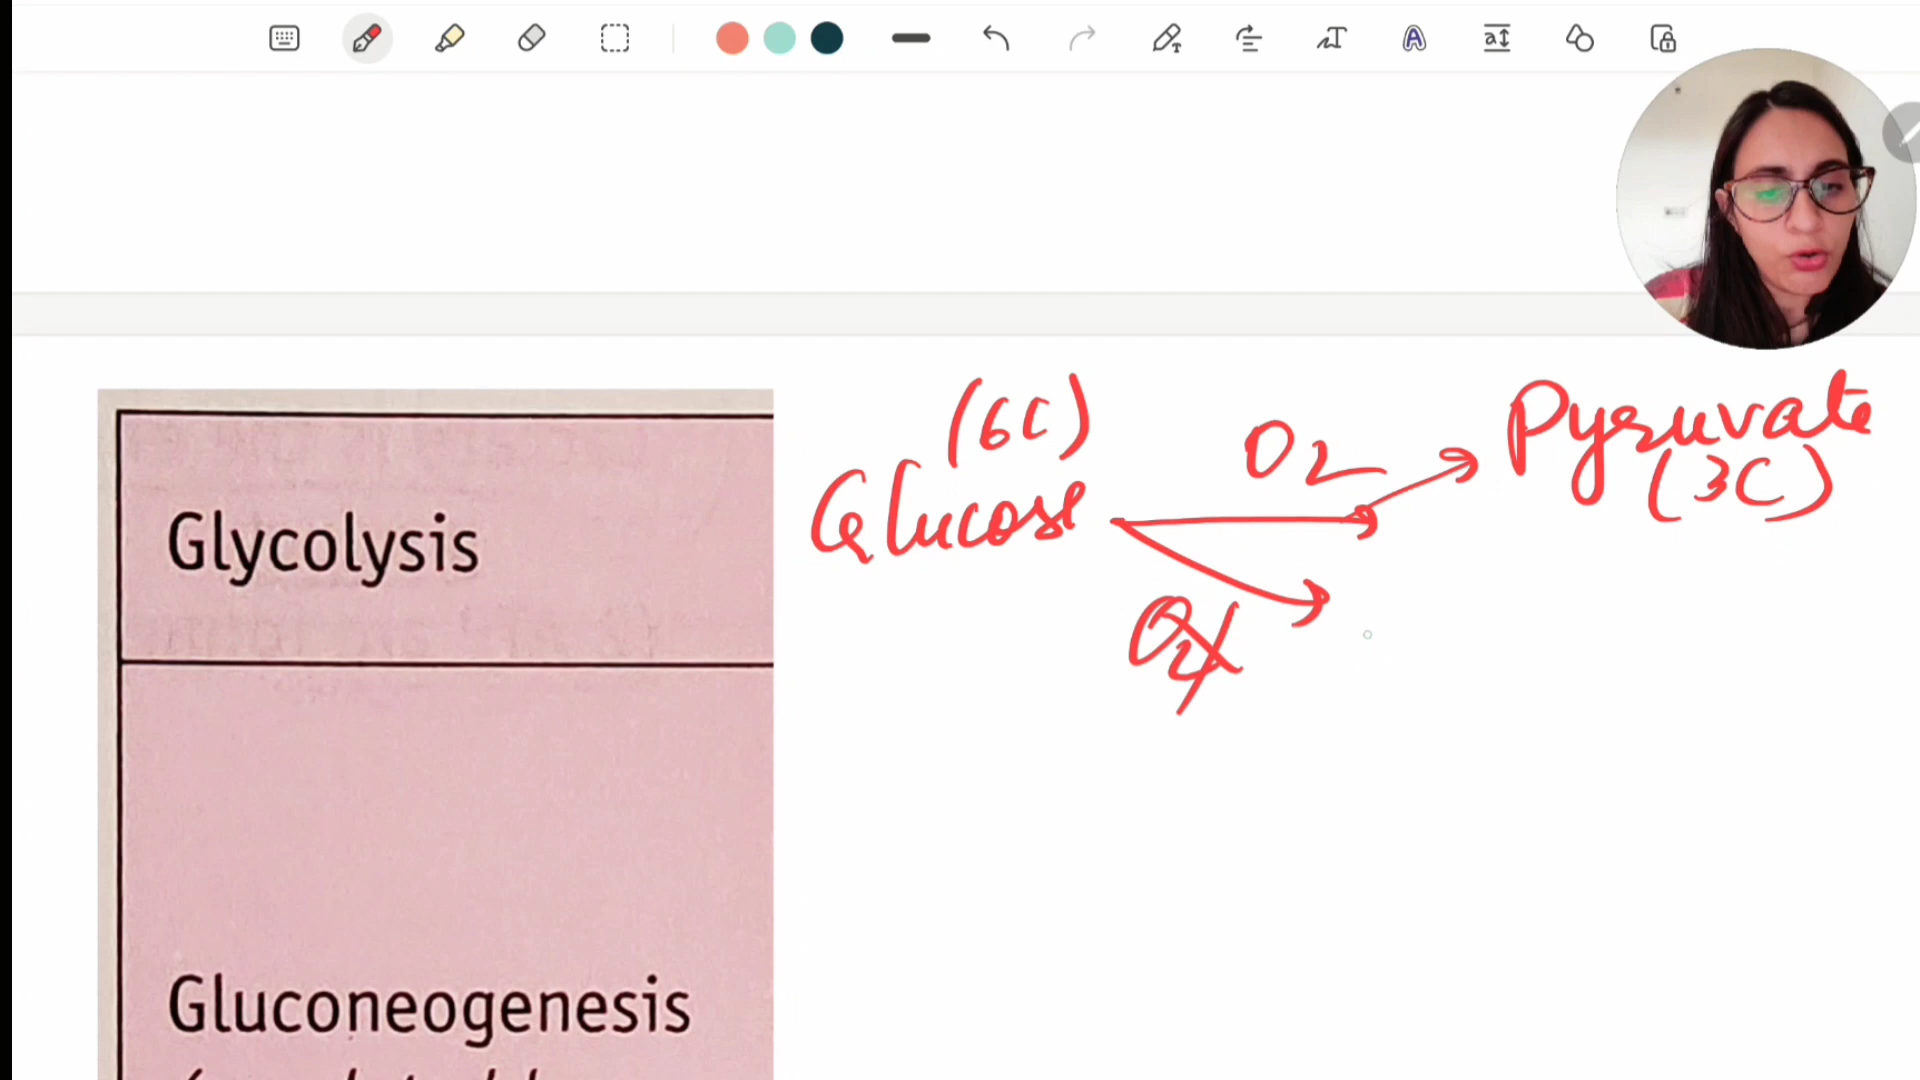 Glycolysis
Gluconeogenesis
(6C)
Glucose
O2
Pyruvate
(3C)
O2